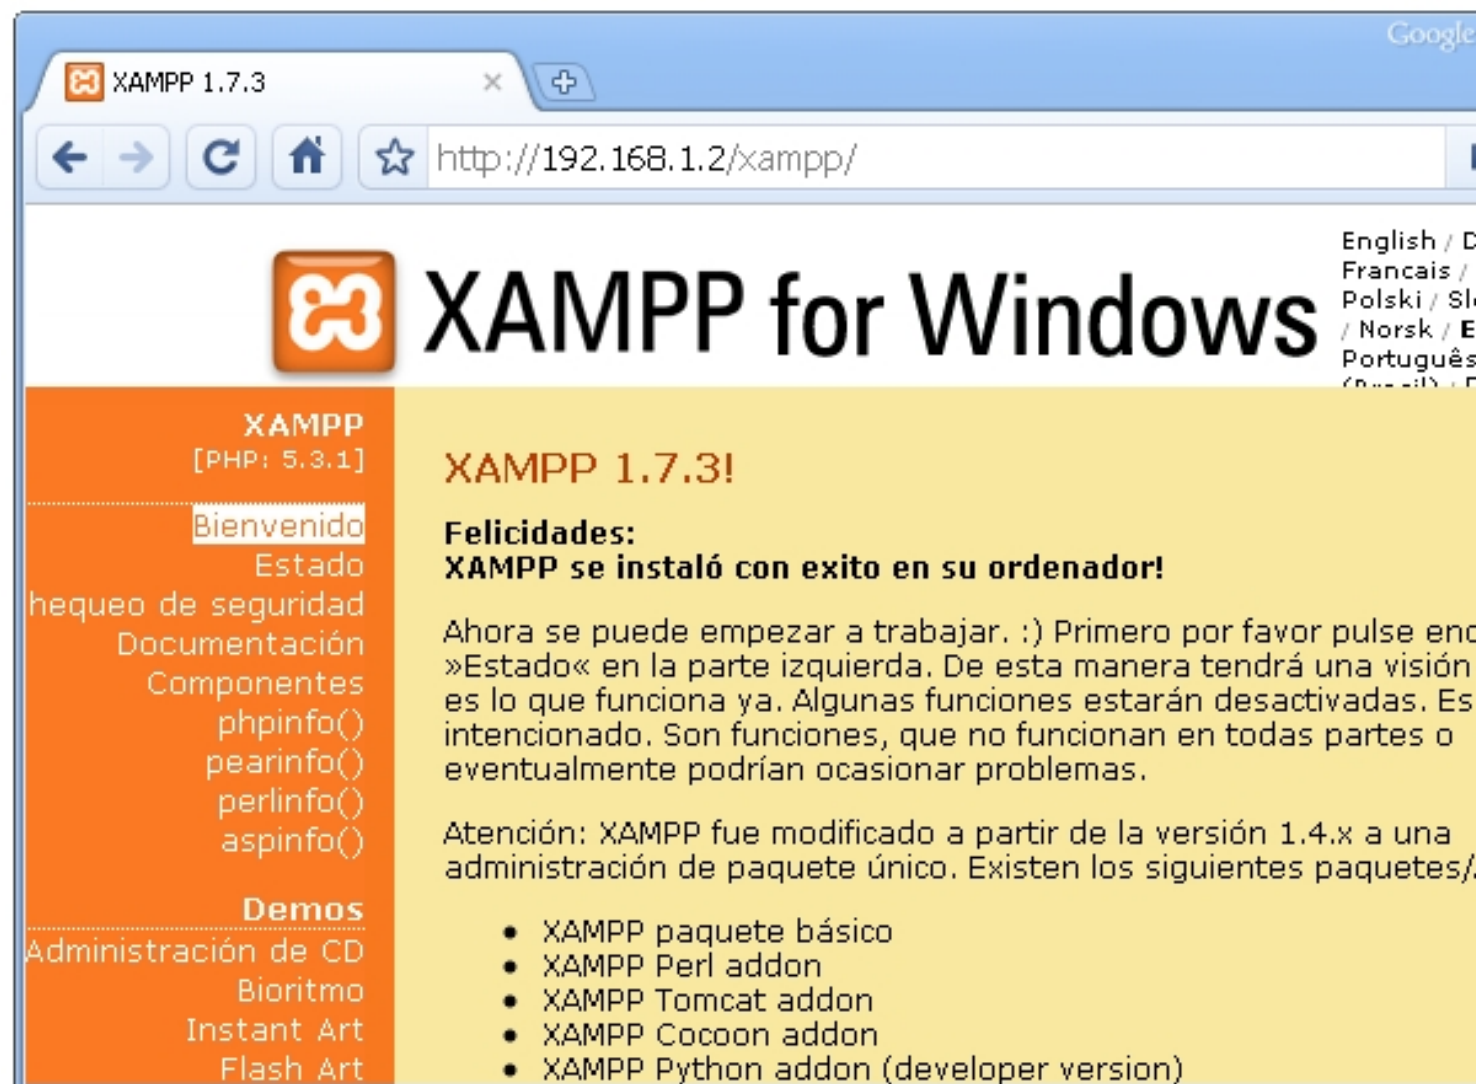 Google
XAMPP 1.7.3
http://192.168.1.2/xampp/
XAMPP for Windows
English /
Francais /
Polski /
/ Norsk /
Português
XAMPP
[PHP: 5.3.1]
Bienvenido
Estado
hequeo de seguridad
Documentación
Componentes
phpinfo()
pearinfo()
perlinfo()
aspinfo()
Demos
Administración de CD
Bioritmo
Instant Art
Flash Art
XAMPP 1.7.3!
Felicidades:
XAMPP se instaló con exito en su ordenador!
Ahora se puede empezar a trabajar. :) Primero por favor pulse
»Estado« en la parte izquierda. De esta manera tendrá una visión
es lo que funciona ya. Algunas funciones estarán desactivadas. Es
intencionado. Son funciones, que no funcionan en todas partes o
eventualmente podrían ocasionar problemas.
Atención: XAMPP fue modificado a partir de la versión 1.4.x a una
administración de paquete único. Existen los siguientes paquetes/
• XAMPP paquete básico
• XAMPP Perl addon
• XAMPP Tomcat addon
• XAMPP Cocoon addon
• XAMPP Python addon (developer version)